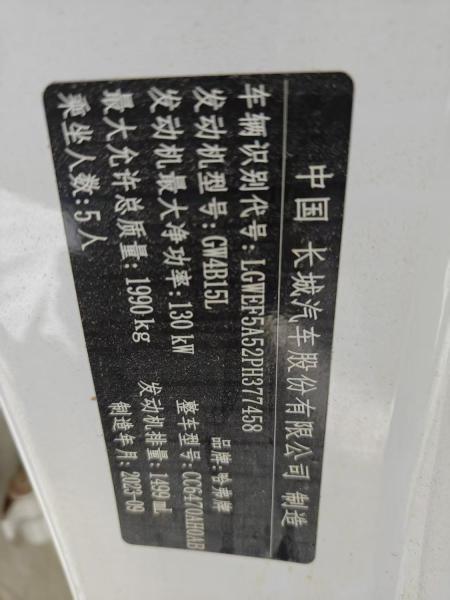 中国 长城汽车股份有限公司 制造
车辆识别代号：LGWEF5A52PH377458
品牌：哈弗牌
发动机型号：GW4B15L
整车型号：CC6470AH0AB
发动机最大净功率：130 kW
发动机排量：1499 mL
最大允许总质量：1990 kg
制造年月：2023-09
乘坐人数：5人